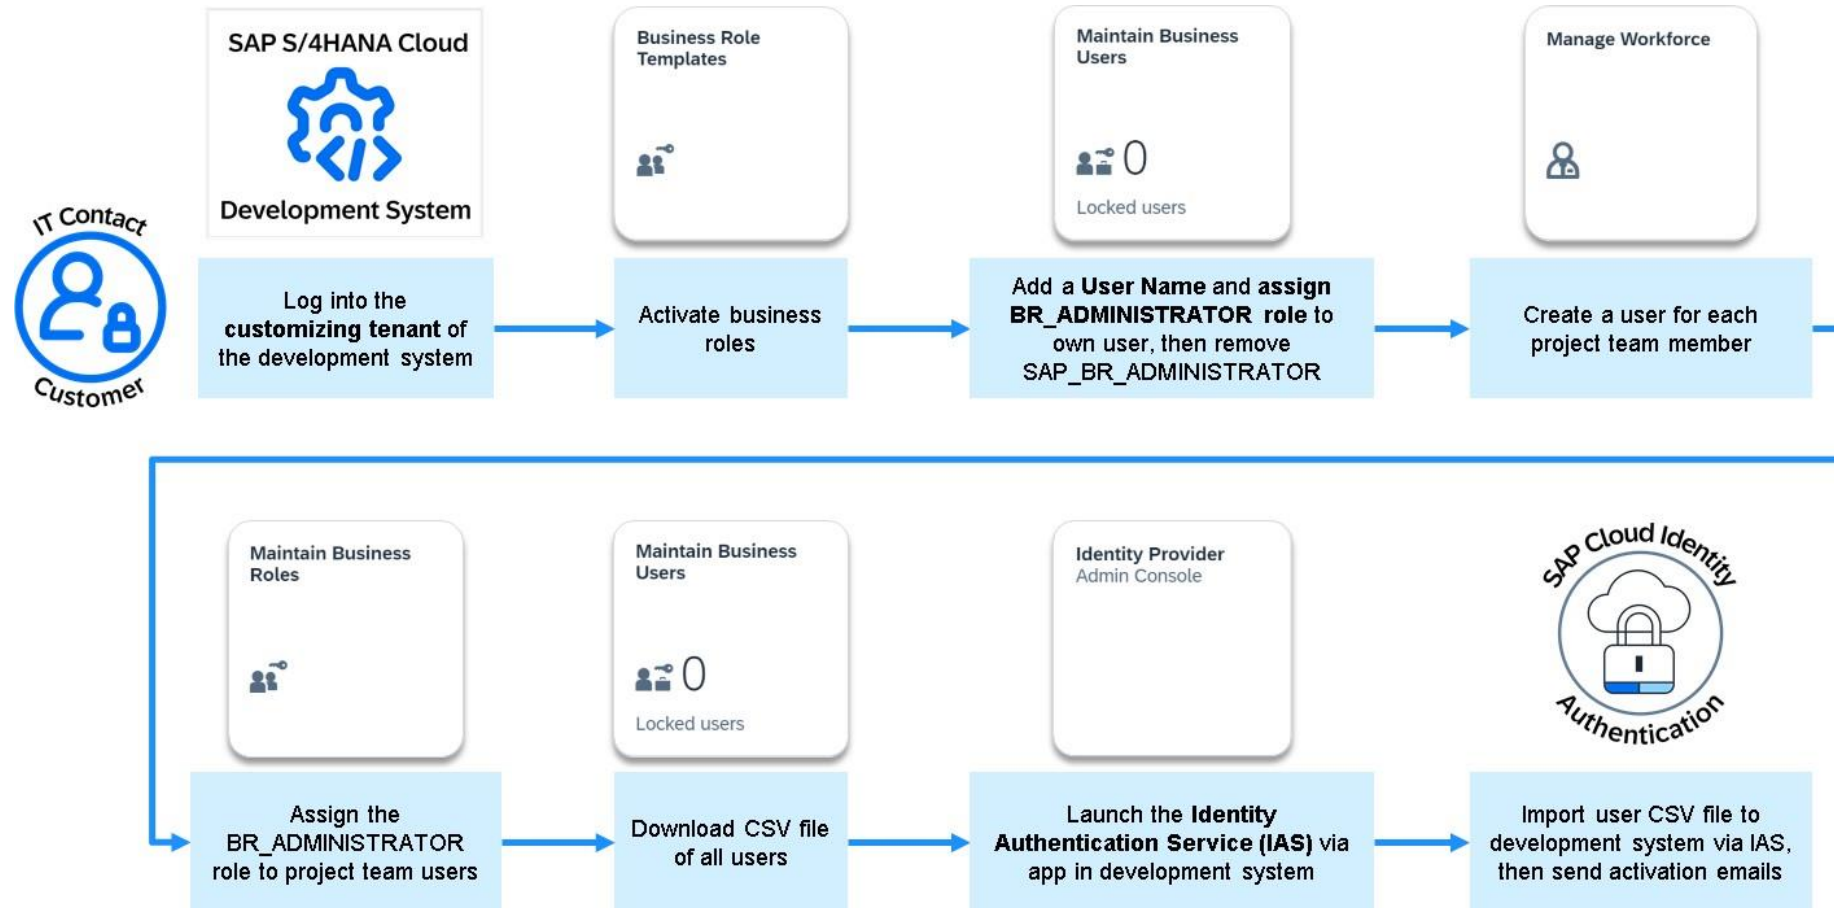 IT Contact
Customer
SAP S/4HANA Cloud
Development System
Log into the
customizing tenant of
the development system
Business Role
Templates
Activate business
roles
Maintain Business
Users
0
Locked users
Add a User Name and assign
BR_ADMINISTRATOR role to
own user, then remove
SAP_BR_ADMINISTRATOR
Manage Workforce
Create a user for each
project team member
Maintain Business
Roles
Assign the
BR_ADMINISTRATOR
role to project team users
Maintain Business
Users
0
Locked users
Download CSV file
of all users
Identity Provider
Admin Console
Launch the Identity
Authentication Service (IAS) via
app in development system
SAP Cloud Identity
Authentication
Import user CSV file to
development system via IAS,
then send activation emails